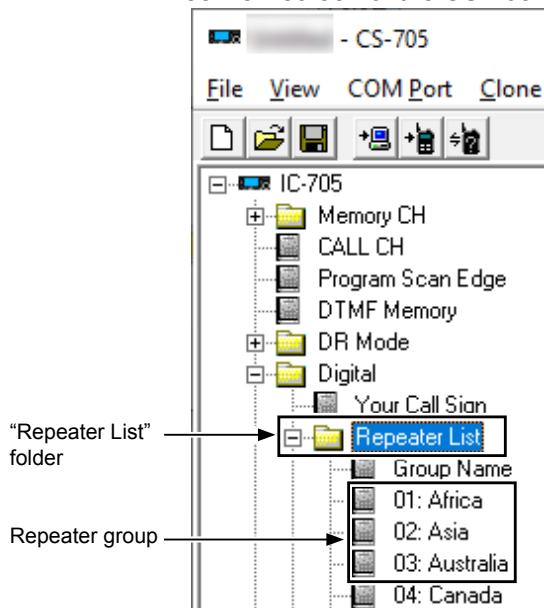 - CS-705
File View COM Port Clone
IC-705
Memory CH
CALL CH
Program Scan Edge
DTMF Memory
DR Mode
Digital
Your Call Sign
“Repeater List”
folder
Repeater List
Group Name
Repeater group
01: Africa
02: Asia
03: Australia
04: Canada